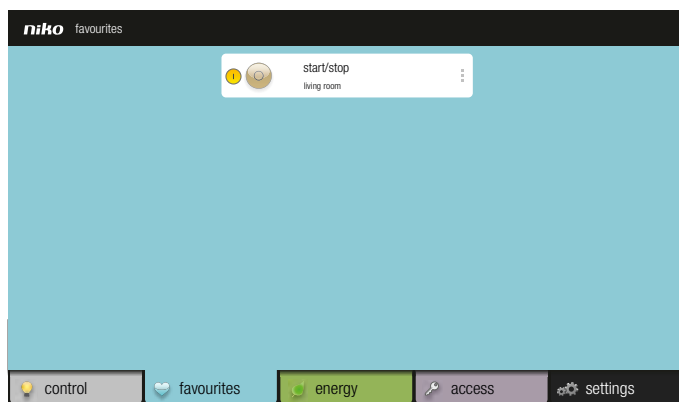 niko favourites
start/stop
living room
control favourites energy access settings